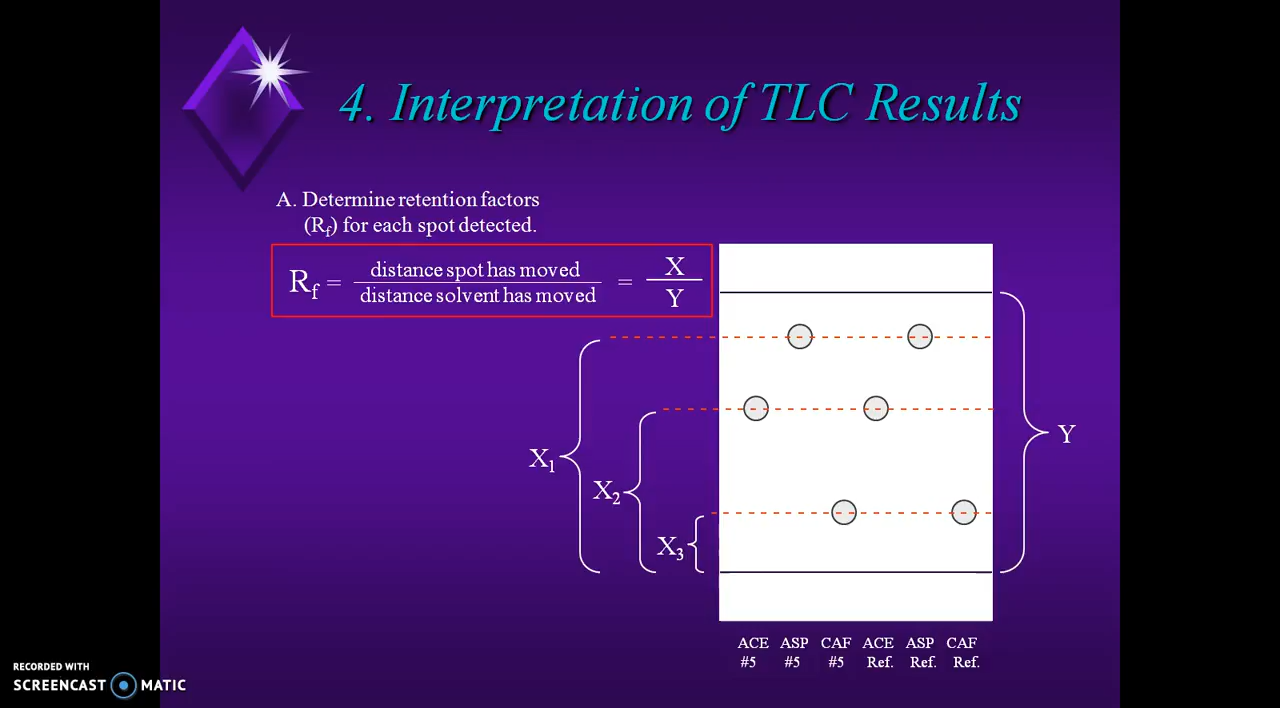 4. Interpretation of TLC Results
A. Determine retention factors
(Rf) for each spot detected.
Rf = distance spot has moved / distance solvent has moved = X / Y
X1
X2
X3
Y
ACE ASP CAF ACE ASP CAF
#5 #5 #5 Ref. Ref. Ref.
RECORDED WITH
SCREENCAST MATIC